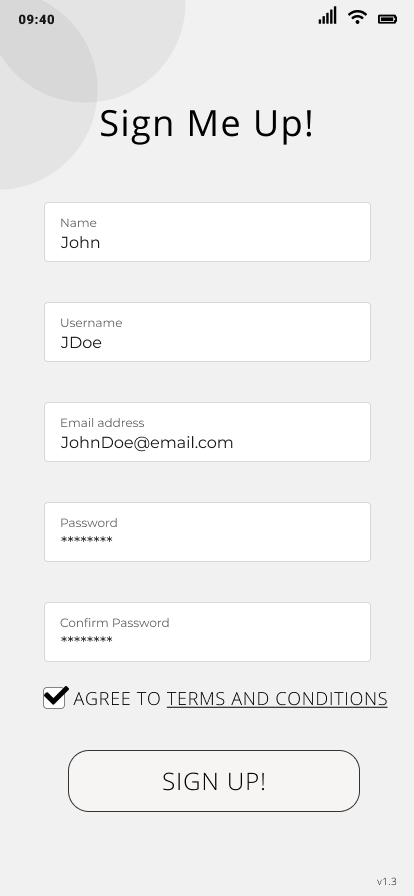 09:40
Sign Me Up!
Name
John
Username
JDoe
Email address
JohnDoe@email.com
Password
********
Confirm Password
********
AGREE TO TERMS AND CONDITIONS
SIGN UP!
v1.3